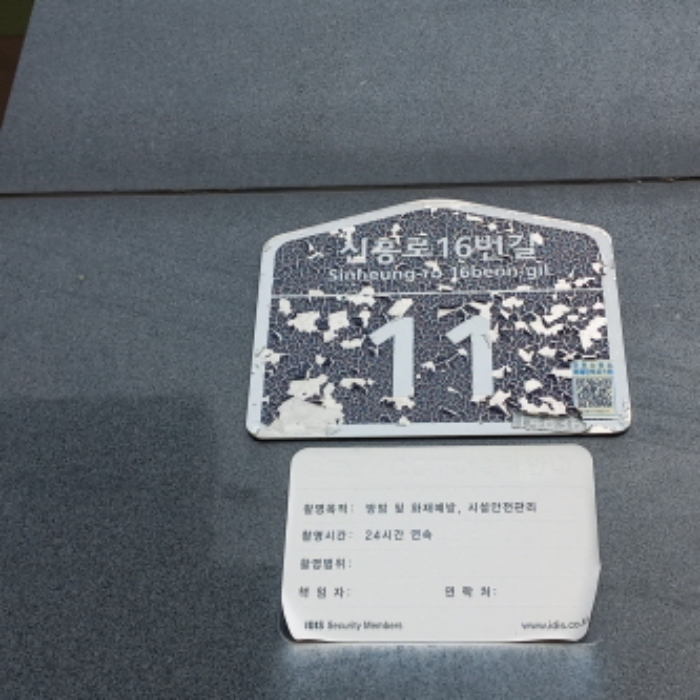 신흥로16번길
Sinheung-ro 16beon-gil
11
촬영목적: 방범 및 화재예방, 시설안전관리
촬영시간: 24시간 연속
촬영범위:
책 임 자: 연 락 처:
IDIS Security Members www.idis.co.k